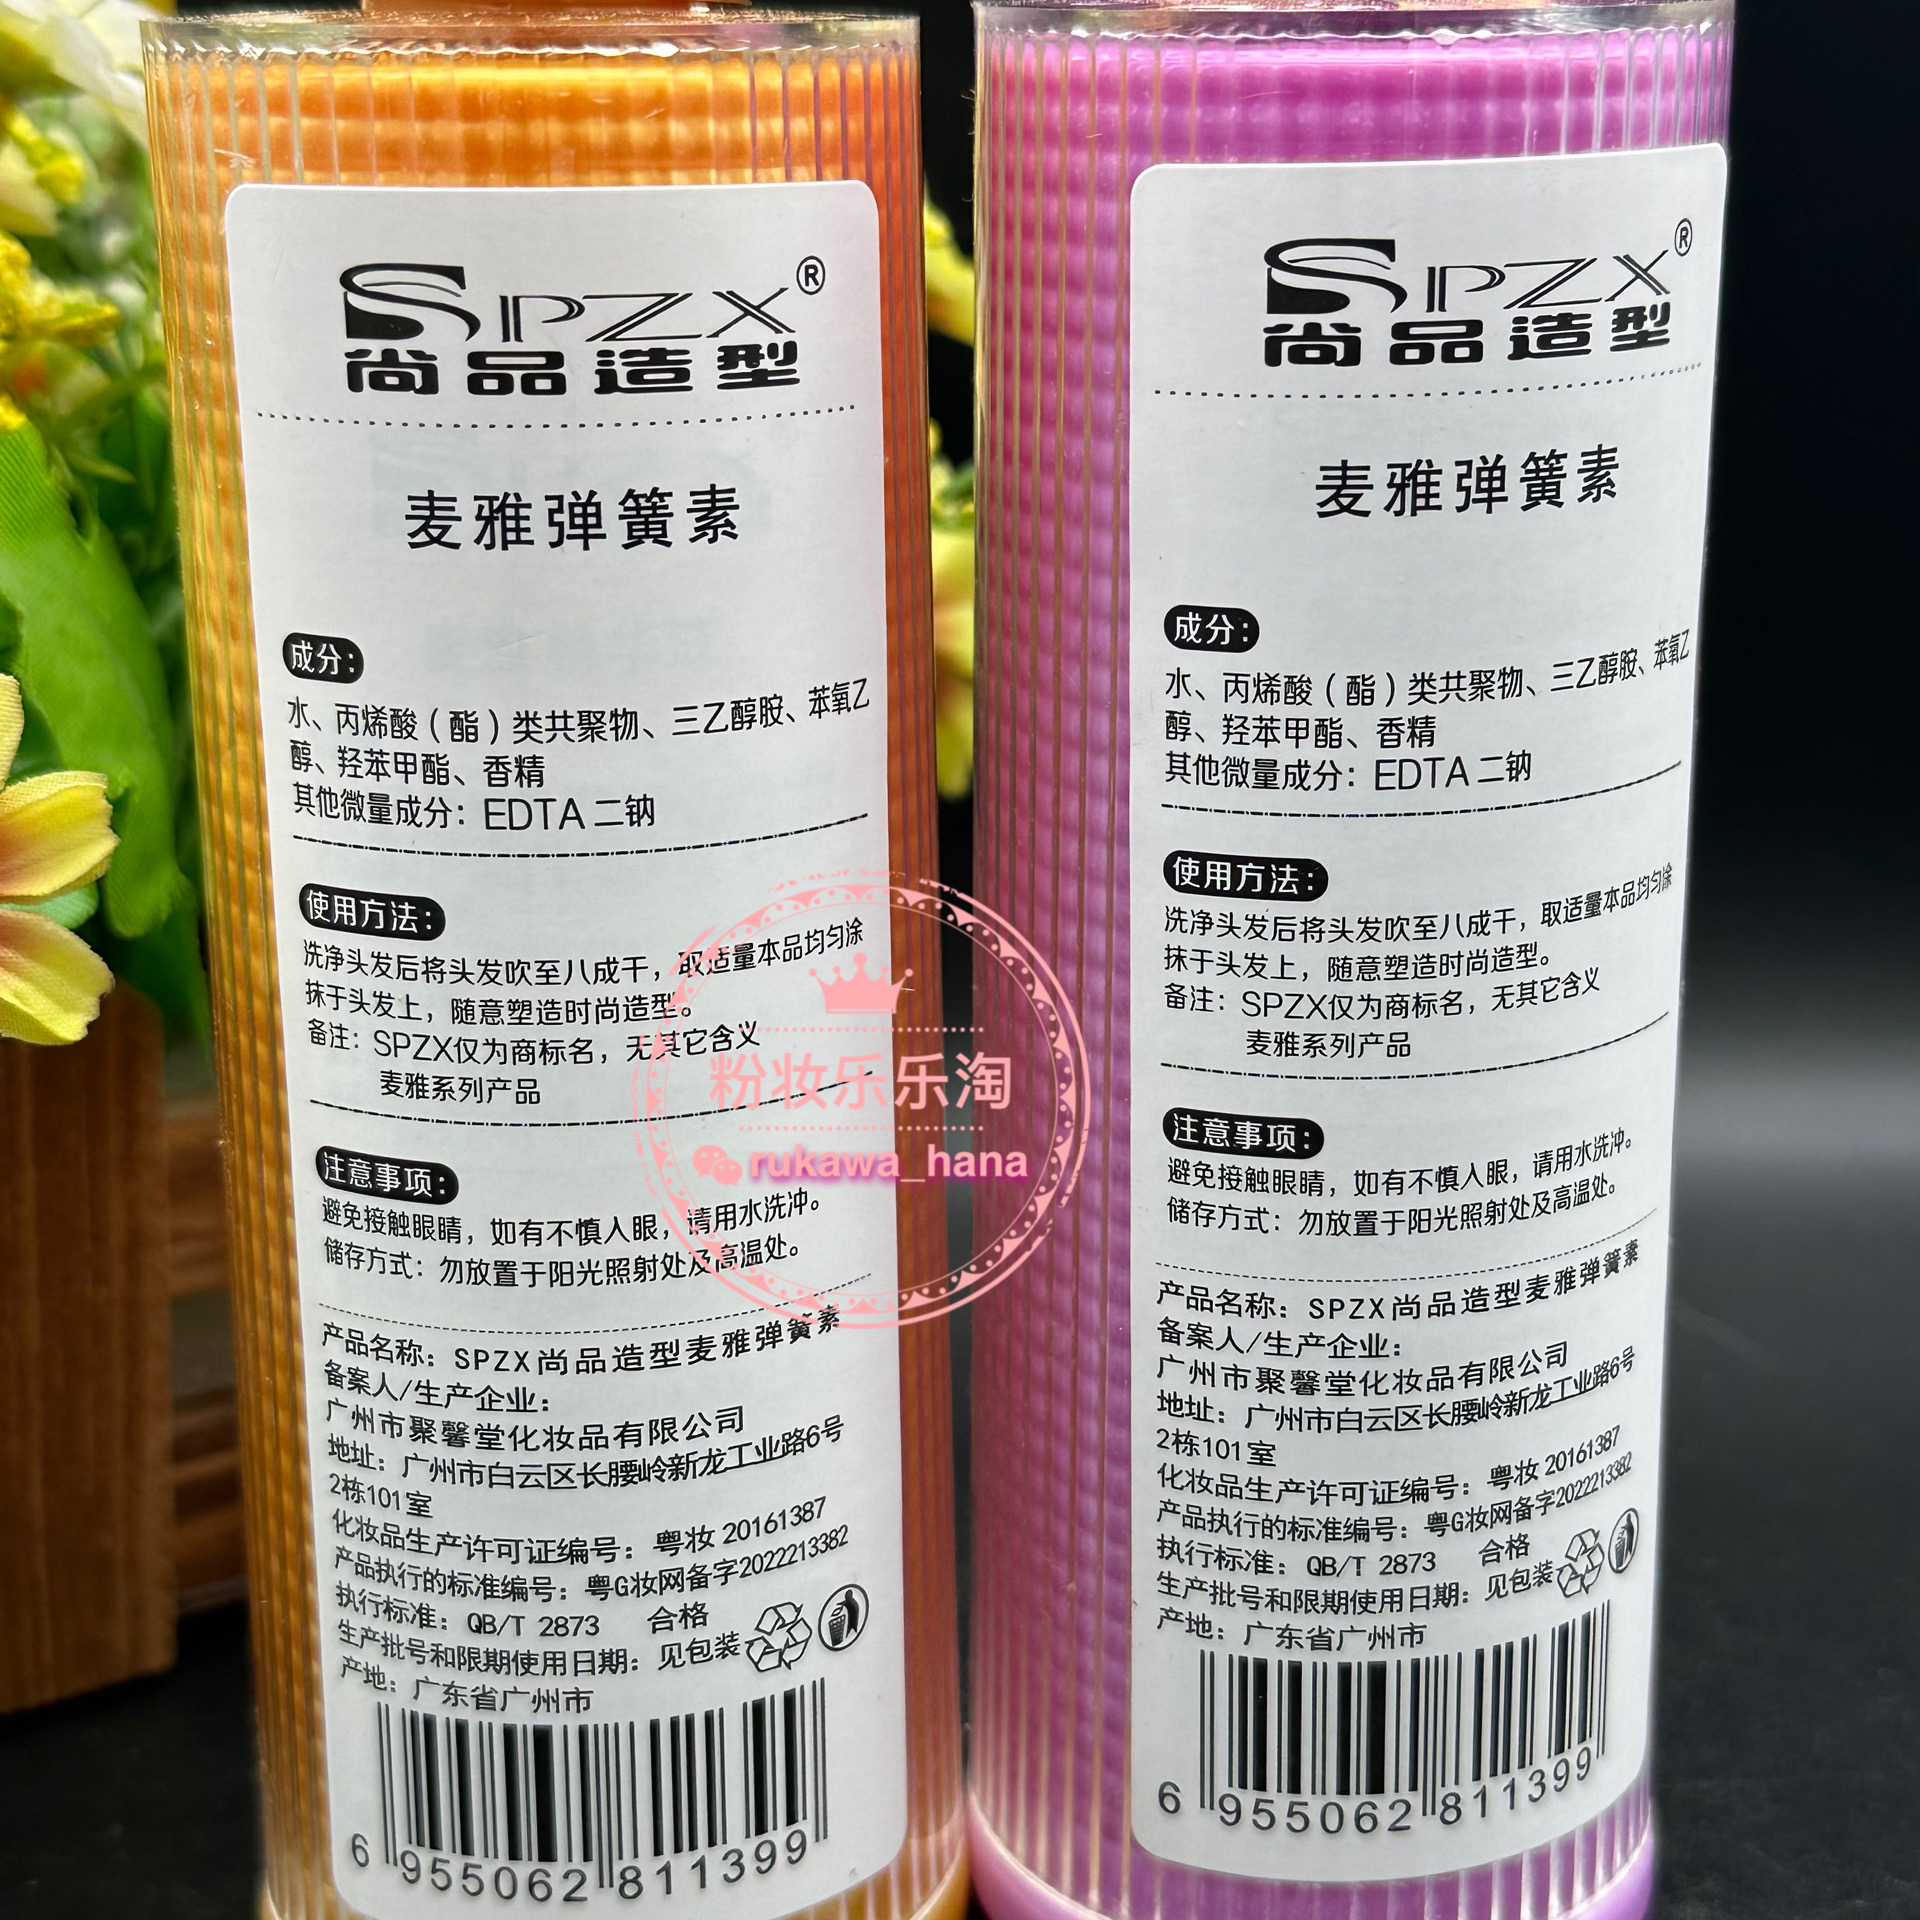 SPZX®
尚品造型
麦雅弹簧素
成分：
水、丙烯酸（酯）类共聚物、三乙醇胺、苯氧乙
醇、羟苯甲酯、香精
其他微量成分：EDTA二钠
使用方法：
洗净头发后将头发吹至八成干，取适量本品均匀涂
抹于头发上，随意塑造时尚造型。
备注：SPZX仅为商标名，无其它含义
麦雅系列产品
注意事项：
避免接触眼睛，如有不慎入眼，请用水洗冲。
储存方式：勿放置于阳光照射处及高温处。
产品名称：SPZX尚品造型麦雅弹簧素
备案人/生产企业：
广州市聚馨堂化妆品有限公司
地址：广州市白云区长腰岭新龙工业路6号
2栋101室
化妆品生产许可证编号：粤妆20161387
产品执行的标准编号：粤G妆网备字2022213382
执行标准：QB/T 2873 合格
生产批号和限期使用日期：见包装
产地：广东省广州市
6 955062 811399
SPZX®
尚品造型
麦雅弹簧素
成分：
水、丙烯酸（酯）类共聚物、三乙醇胺、苯氧乙
醇、羟苯甲酯、香精
其他微量成分：EDTA二钠
使用方法：
洗净头发后将头发吹至八成干，取适量本品均匀涂
抹于头发上，随意塑造时尚造型。
备注：SPZX仅为商标名，无其它含义
麦雅系列产品
注意事项：
避免接触眼睛，如有不慎入眼，请用水洗冲。
储存方式：勿放置于阳光照射处及高温处。
产品名称：SPZX尚品造型麦雅弹簧素
备案人/生产企业：
广州市聚馨堂化妆品有限公司
地址：广州市白云区长腰岭新龙工业路6号
2栋101室
化妆品生产许可证编号：粤妆20161387
产品执行的标准编号：粤G妆网备字2022213382
执行标准：QB/T 2873 合格
生产批号和限期使用日期：见包装
产地：广东省广州市
6 955062 811399
粉妆乐乐淘
rukawa_hana